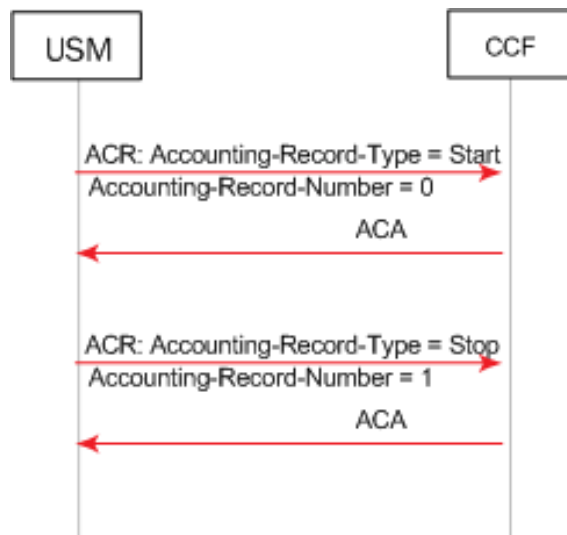 USM
CCF
ACR: Accounting-Record-Type = Start
Accounting-Record-Number = 0
ACA
ACR: Accounting-Record-Type = Stop
Accounting-Record-Number = 1
ACA